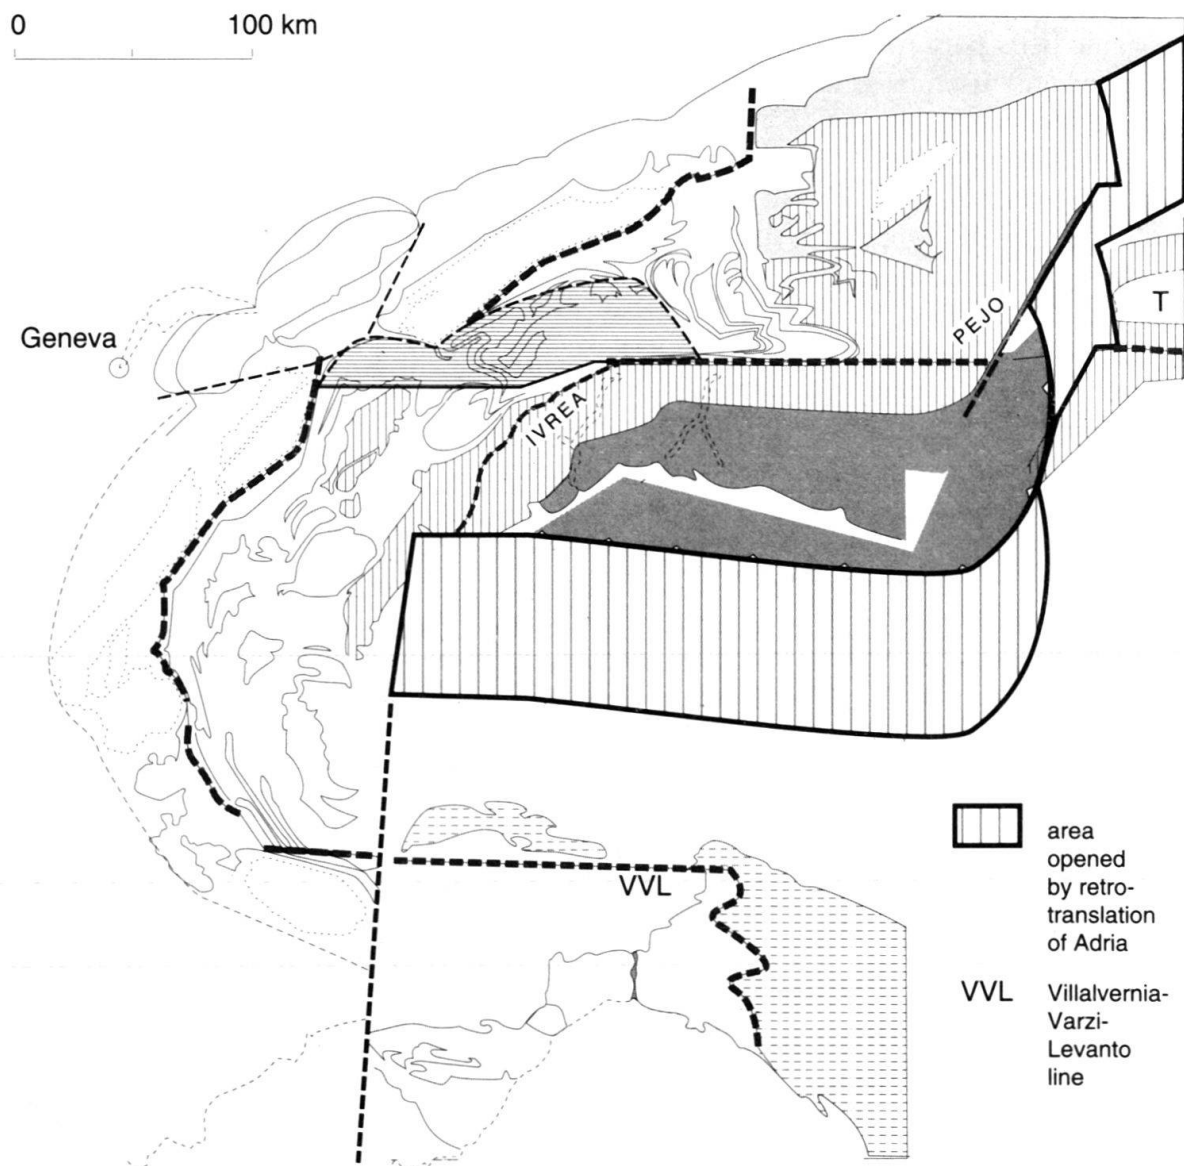 0 100 km
Geneva
PEJO
T
IVREA
VVL
area
opened
by retro-
translation
of Adria
VVL Villalvernia-
Varzi-
Levanto
line